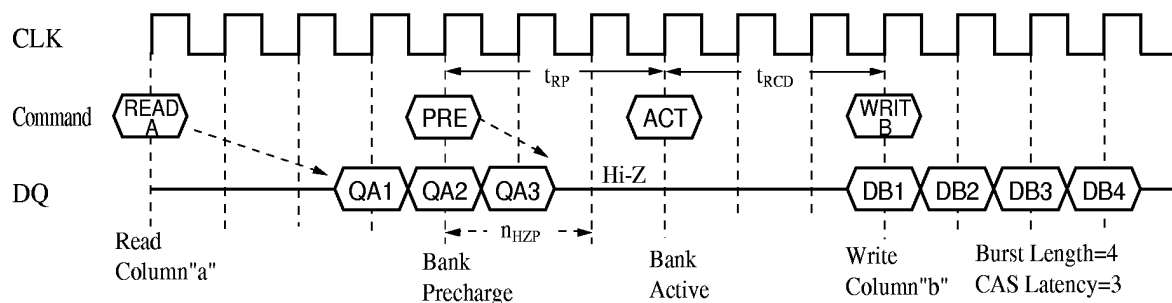 CLK
t_RP
t_RCD
Command
READ
A
PRE
ACT
WRIT
B
DQ
QA1
QA2
QA3
Hi-Z
DB1
DB2
DB3
DB4
n_HZP
Read
Column"a"
Bank
Precharge
Bank
Active
Write
Column"b"
Burst Length=4
CAS Latency=3